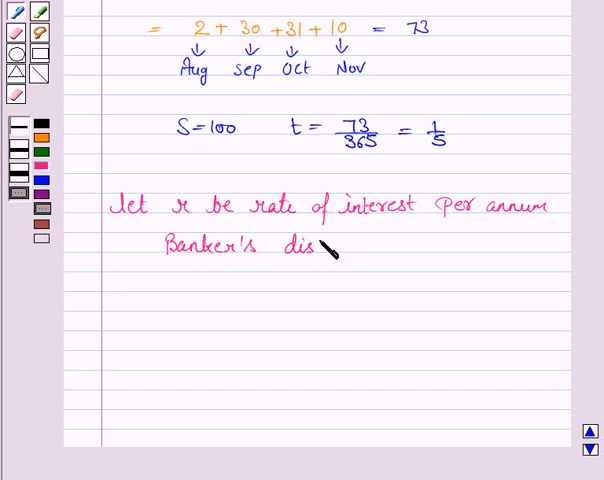 = 2 + 30 + 31 + 10 = 73
Aug Sep Oct Nov
S = 100 t = 73/365 = 1/5
let r be rate of interest per annum
Banker's dis